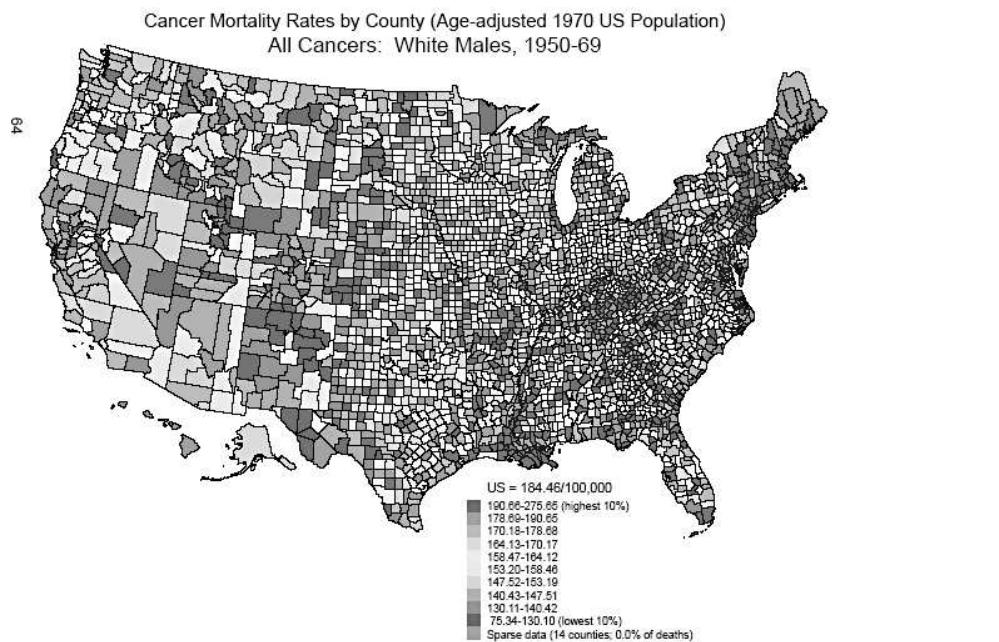 Cancer Mortality Rates by County (Age-adjusted 1970 US Population)
All Cancers: White Males, 1950-69
64
US = 184.46/100,000
190.66-275.65 (highest 10%)
178.69-190.65
170.18-178.68
164.13-170.17
158.47-164.12
153.20-158.46
147.52-153.19
140.43-147.51
130.11-140.42
75.34-130.10 (lowest 10%)
Sparse data (14 counties; 0.0% of deaths)